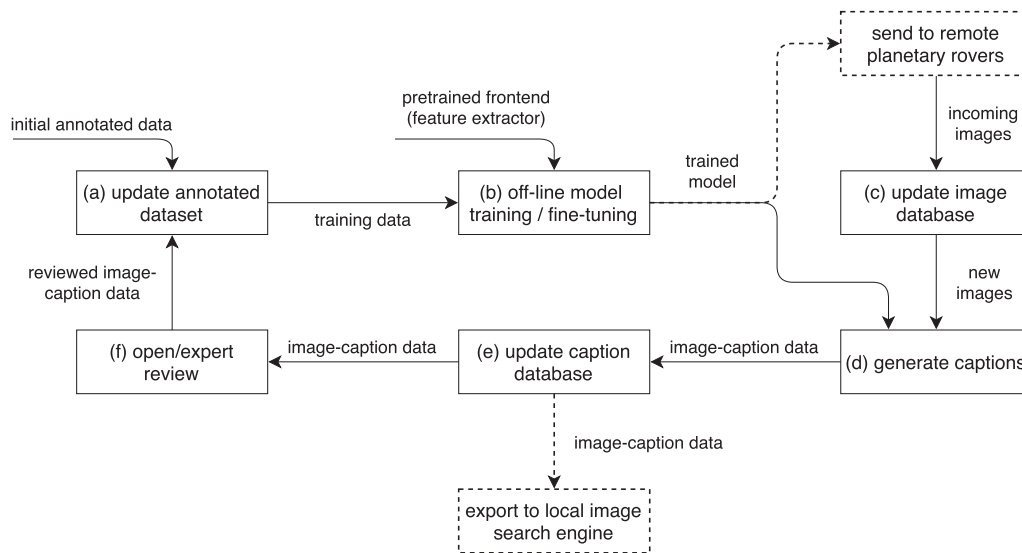 send to remote
planetary rovers
pretrained frontend
(feature extractor)
initial annotated data
incoming
images
trained
model
(a) update annotated
dataset
(b) off-line model
training / fine-tuning
(c) update image
database
training data
reviewed image-
caption data
new
images
(f) open/expert
review
image-caption data
(e) update caption
database
image-caption data
(d) generate captions
image-caption data
export to local image
search engine